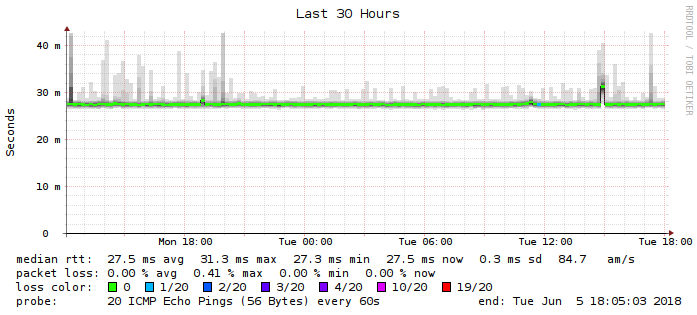 Last 30 Hours
RRDTOOL / TOBI OETIKER
Seconds
40 m
30 m
20 m
10 m
0
Mon 18:00 Tue 00:00 Tue 06:00 Tue 12:00 Tue 18:00
median rtt: 27.5 ms avg 31.3 ms max 27.3 ms min 27.5 ms now 0.3 ms sd 84.7 am/s
packet loss: 0.00 % avg 0.41 % max 0.00 % min 0.00 % now
loss color: 0 1/20 2/20 3/20 4/20 10/20 19/20
probe: 20 ICMP Echo Pings (56 Bytes) every 60s end: Tue Jun 5 18:05:03 2018